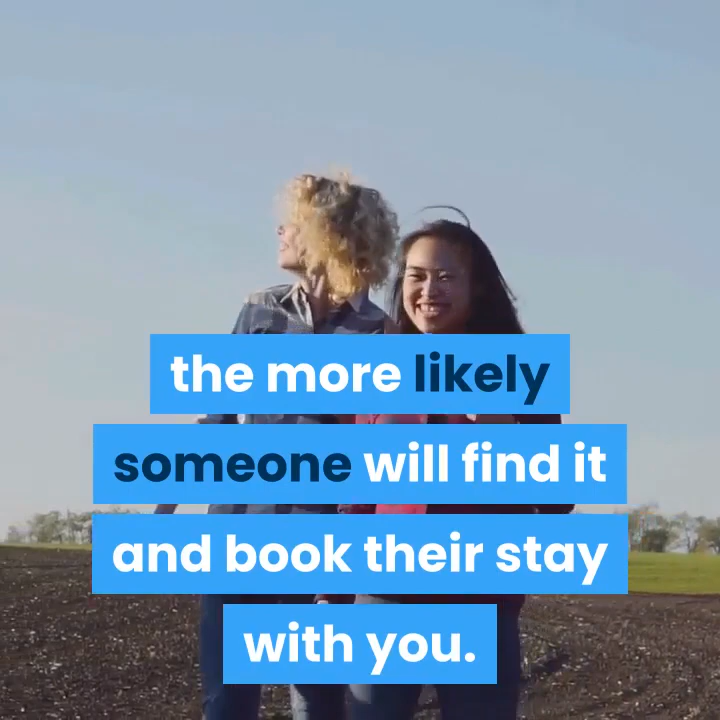 the more likely
someone will find it
and book their stay
with you.